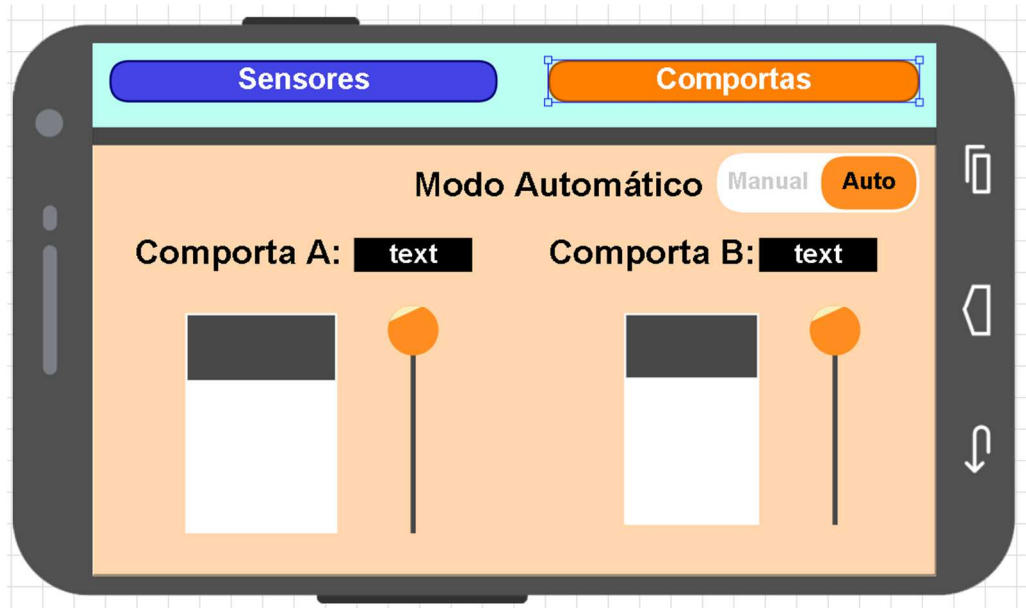 Sensores
Comportas
Modo Automático
Manual
Auto
Comporta A:
text
Comporta B:
text